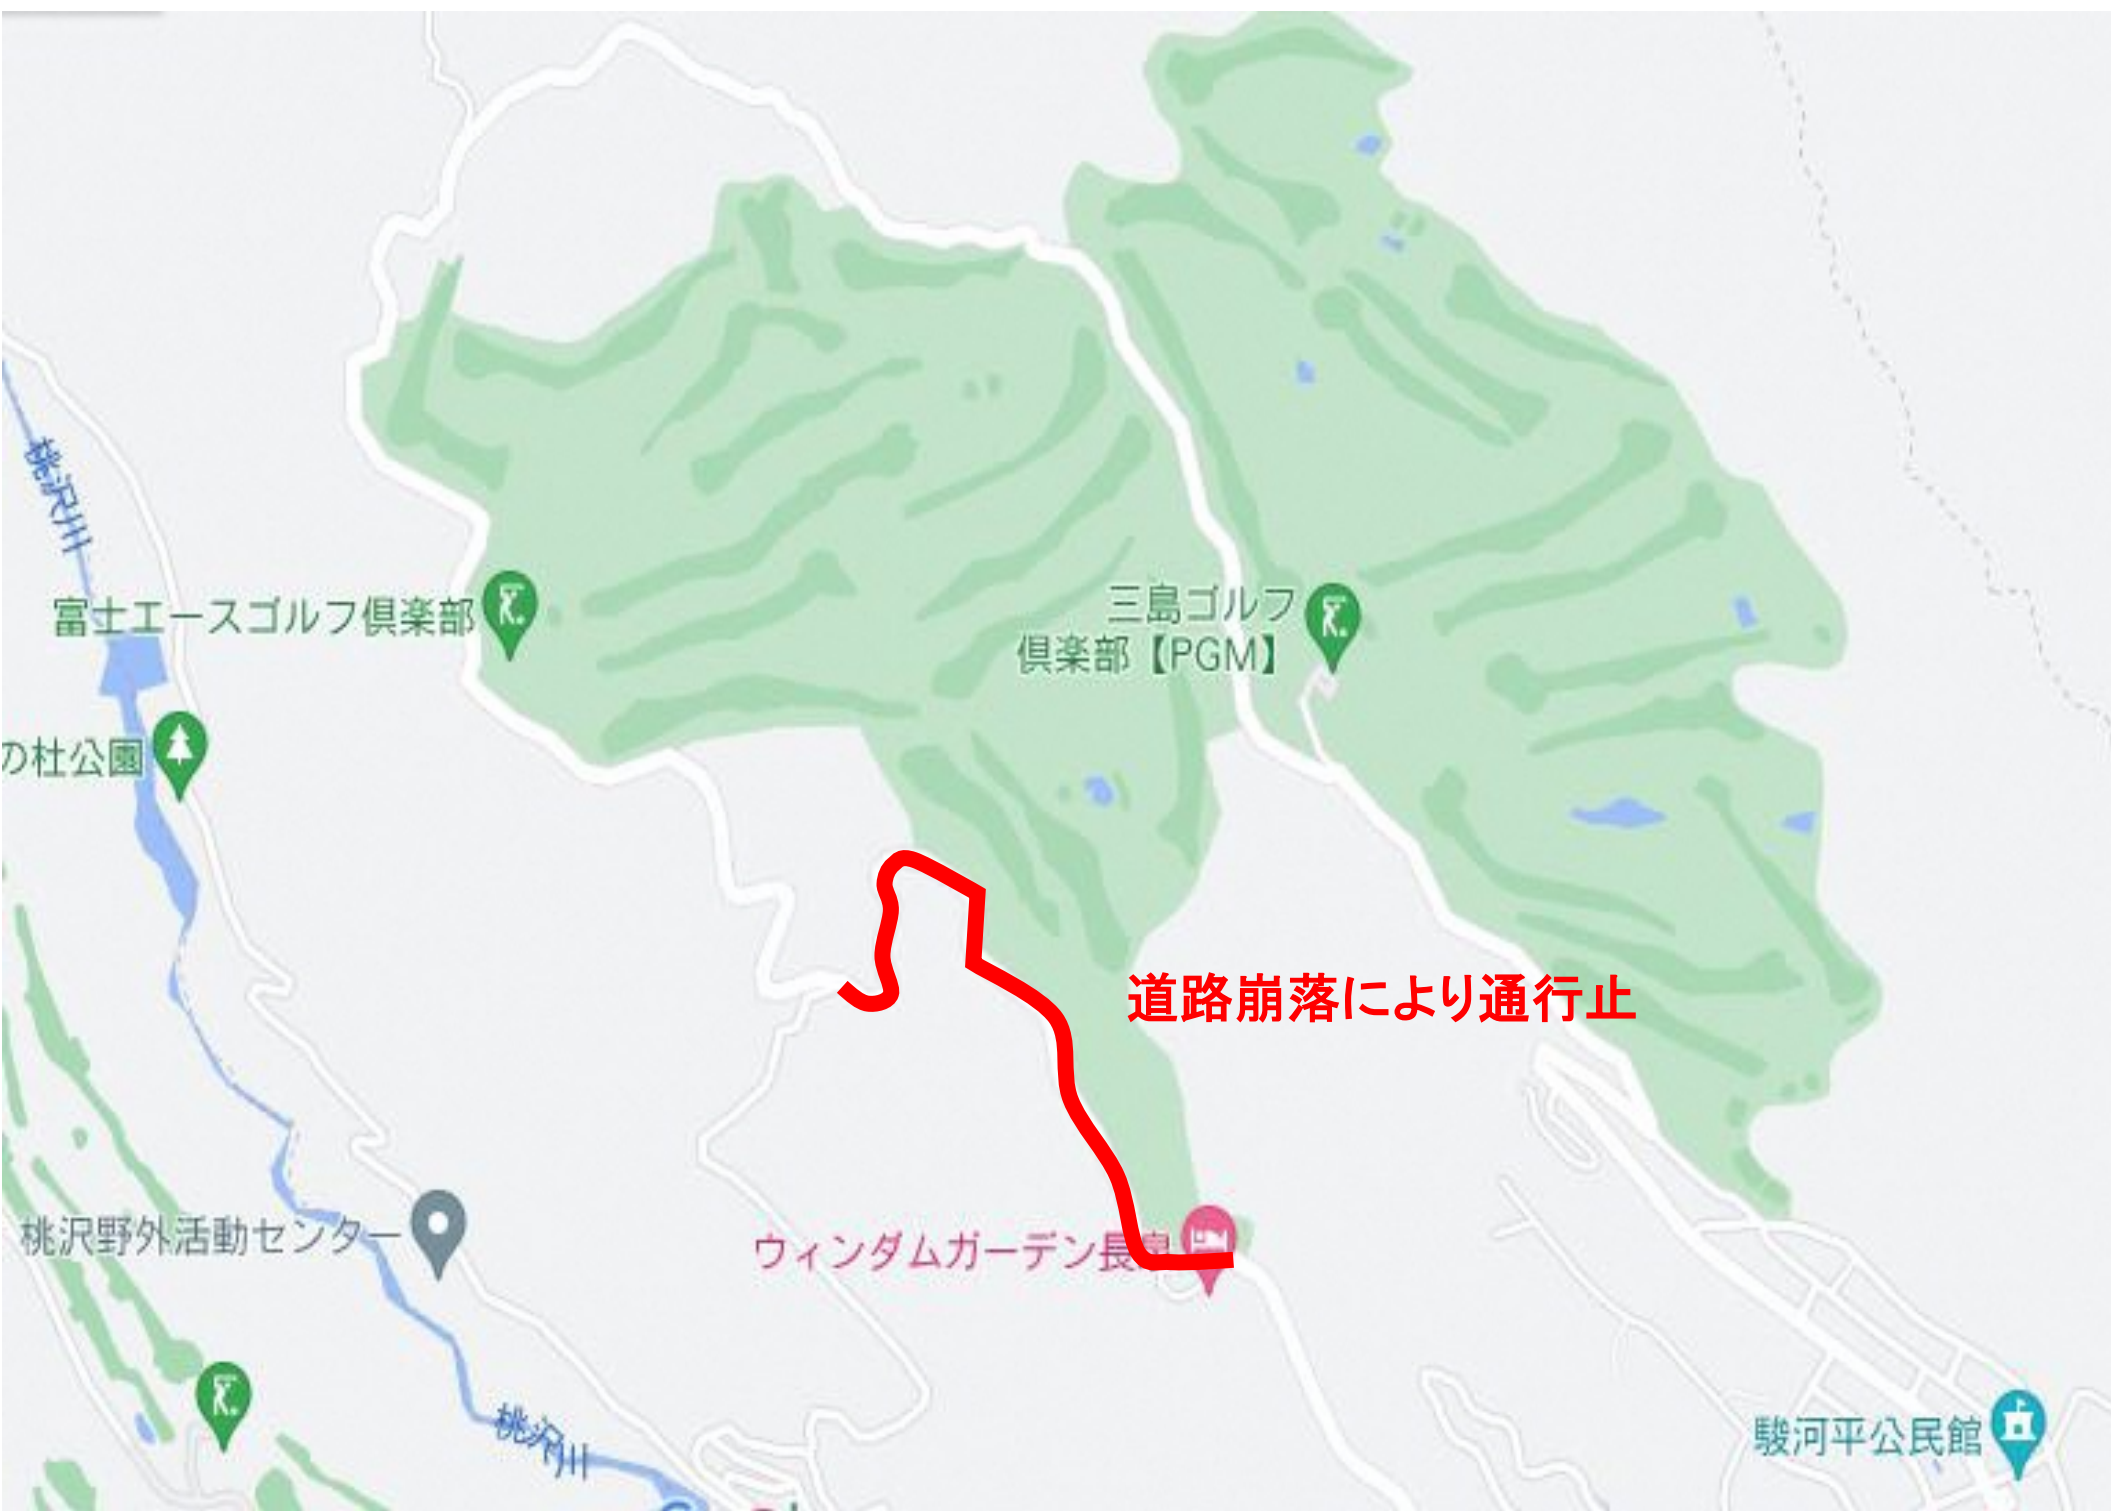 桃沢川
富士エースゴルフ倶楽部
三島ゴルフ
倶楽部【PGM】
の杜公園
道路崩落により通行止
桃沢野外活動センター
ウィンダムガーデン長泉
桃沢川
駿河平公民館